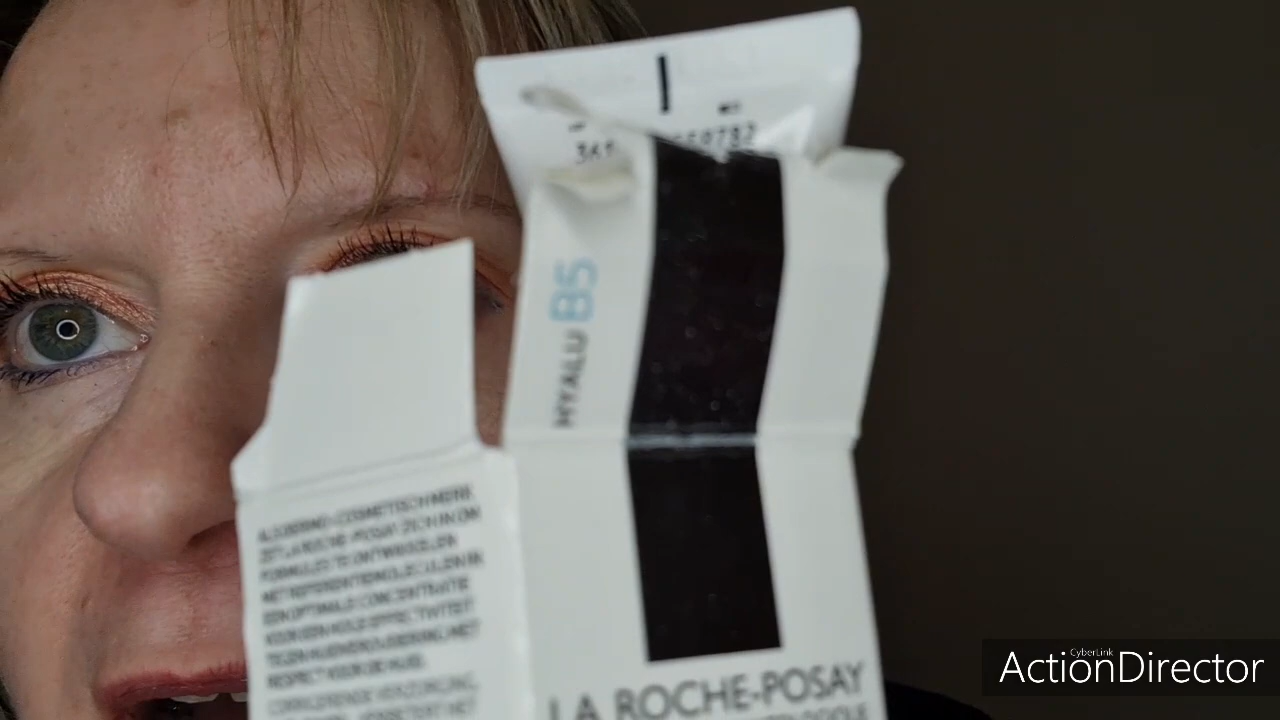 HYALU B5
ALS DERMO-COSMETISCH MERK,
ZET LA ROCHE-POSAY ZICH IN OM
FORMULES TE ONTWIKKELEN
MET REFERENTIEMOLECULEN IN
EEN OPTIMALE CONCENTRATIE
VOOR EEN HOGE EFFECTIVITEIT
TEGEN HUIDVEROUDERING MET
RESPECT VOOR DE HUID.
VERZORGING,
HET
LA ROCHE-POSAY
CyberLink
ActionDirector